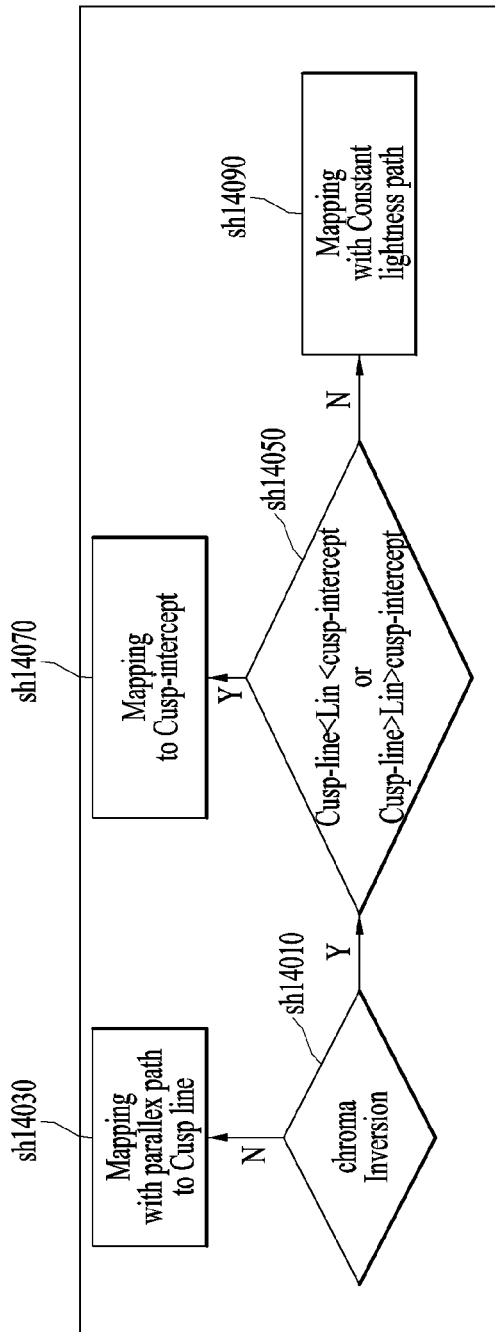 sh14030
Mapping
with parallex path
to Cusp line
N
sh14010
chroma
Inversion
Y
sh14070
Mapping
to Cusp-intercept
Y
sh14050
Cusp-line<Lin <cusp-intercept
or
Cusp-line>Lin>cusp-intercept
N
sh14090
Mapping
with Constant
lightness path